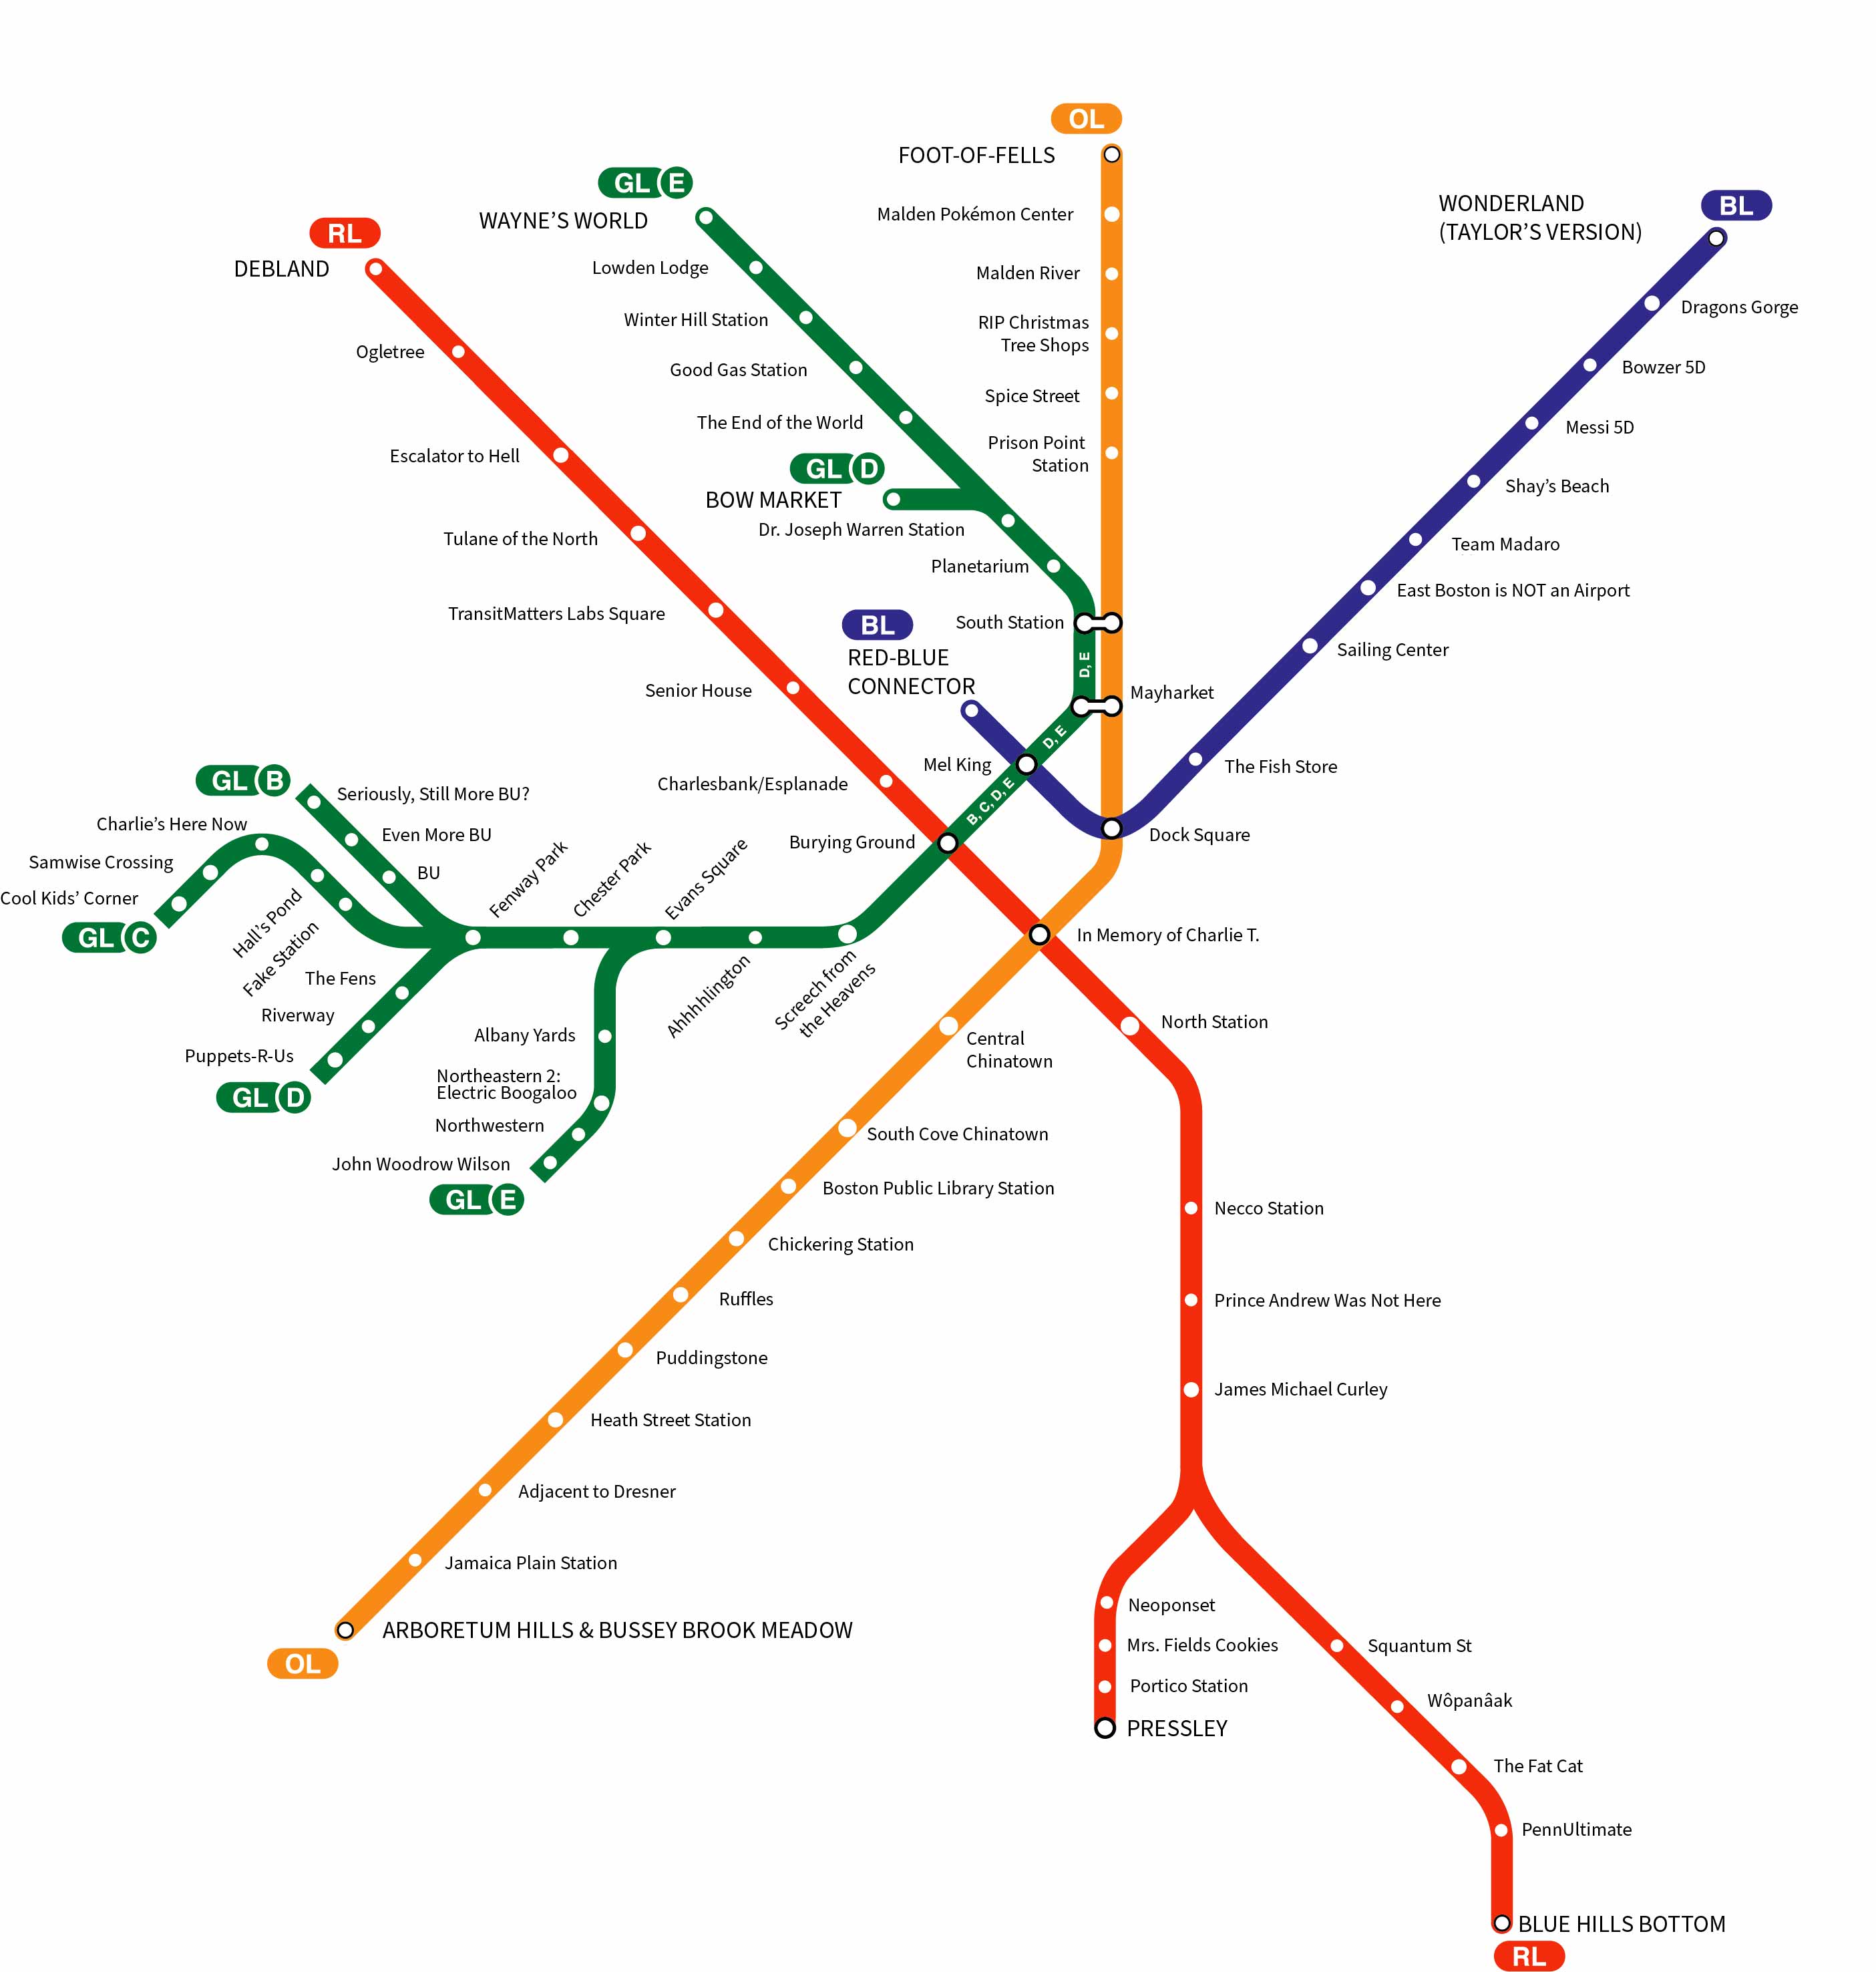 OL
FOOT-OF-FELLS
Malden Pokémon Center
Malden River
RIP Christmas
Tree Shops
Spice Street
Prison Point
Station
GL E
WAYNE’S WORLD
Lowden Lodge
Winter Hill Station
Good Gas Station
The End of the World
GL D
BOW MARKET
Dr. Joseph Warren Station
Planetarium
South Station
D, E
Mayharket
D, E
WONDERLAND
(TAYLOR’S VERSION)
BL
Dragons Gorge
Bowzer 5D
Messi 5D
Shay’s Beach
Team Madaro
East Boston is NOT an Airport
Sailing Center
The Fish Store
Dock Square
BL
RED-BLUE
CONNECTOR
Mel King
B, C, D, E
RL
DEBLAND
Ogletree
Escalator to Hell
Tulane of the North
TransitMatters Labs Square
Senior House
Charlesbank/Esplanade
Burying Ground
In Memory of Charlie T.
North Station
Necco Station
Prince Andrew Was Not Here
James Michael Curley
Neoponset
Mrs. Fields Cookies
Portico Station
PRESSLEY
Squantum St
Wôpanâak
The Fat Cat
PennUltimate
BLUE HILLS BOTTOM
RL
GL B
Seriously, Still More BU?
Even More BU
BU
Charlie’s Here Now
Samwise Crossing
Cool Kids’ Corner
GL C
Hall’s Pond
Fake Station
The Fens
Riverway
Puppets-R-Us
GL D
Fenway Park
Chester Park
Evans Square
Ahhhhlington
Screech from
the Heavens
Albany Yards
Northeastern 2:
Electric Boogaloo
Northwestern
John Woodrow Wilson
GL E
Central
Chinatown
South Cove Chinatown
Boston Public Library Station
Chickering Station
Ruffles
Puddingstone
Heath Street Station
Adjacent to Dresner
Jamaica Plain Station
ARBORETUM HILLS & BUSSEY BROOK MEADOW
OL